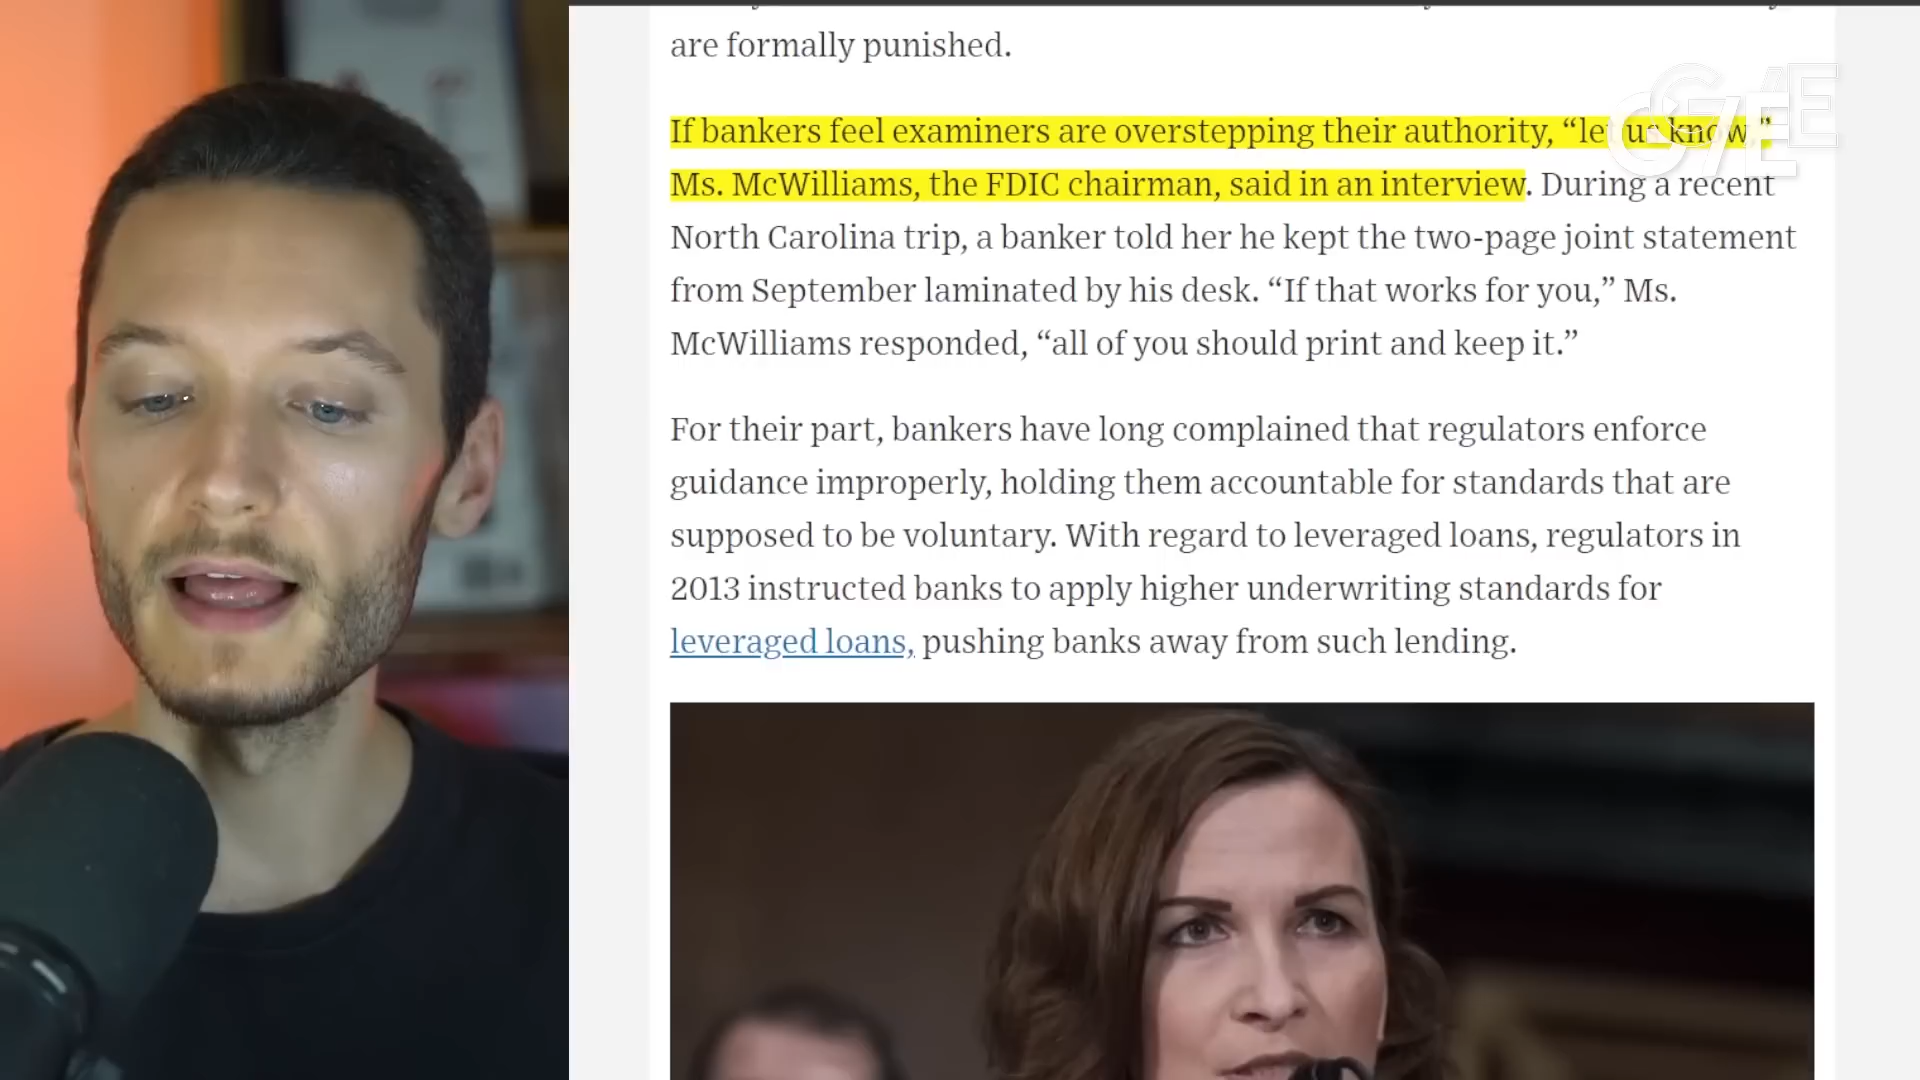 are formally punished.
If bankers feel examiners are overstepping their authority, “let us know,”
Ms. McWilliams, the FDIC chairman, said in an interview. During a recent
North Carolina trip, a banker told her he kept the two-page joint statement
from September laminated by his desk. “If that works for you,” Ms.
McWilliams responded, “all of you should print and keep it.”
For their part, bankers have long complained that regulators enforce
guidance improperly, holding them accountable for standards that are
supposed to be voluntary. With regard to leveraged loans, regulators in
2013 instructed banks to apply higher underwriting standards for
leveraged loans, pushing banks away from such lending.